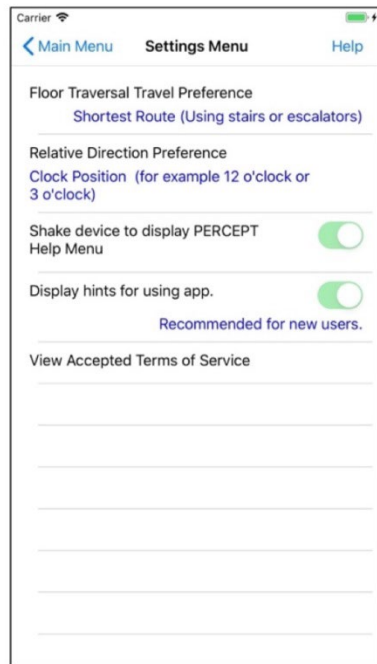 Carrier
Main Menu Settings Menu Help
Floor Traversal Travel Preference
Shortest Route (Using stairs or escalators)
Relative Direction Preference
Clock Position (for example 12 o'clock or
3 o'clock)
Shake device to display PERCEPT
Help Menu
Display hints for using app.
Recommended for new users.
View Accepted Terms of Service